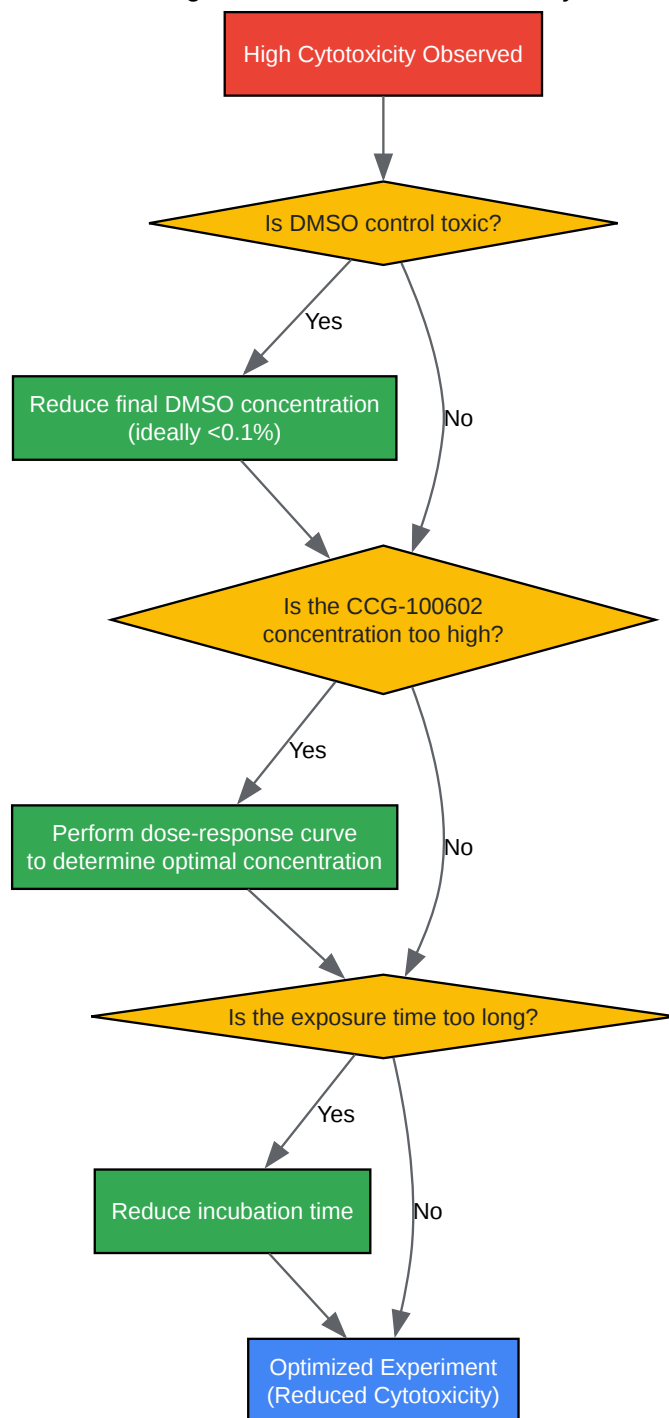 High Cytotoxicity Observed
Is DMSO control toxic?
Yes
Reduce final DMSO concentration
(ideally <0.1%)
No
Is the CCG-100602
concentration too high?
Yes
Perform dose-response curve
to determine optimal concentration
No
Is the exposure time too long?
Yes
Reduce incubation time
No
Optimized Experiment
(Reduced Cytotoxicity)